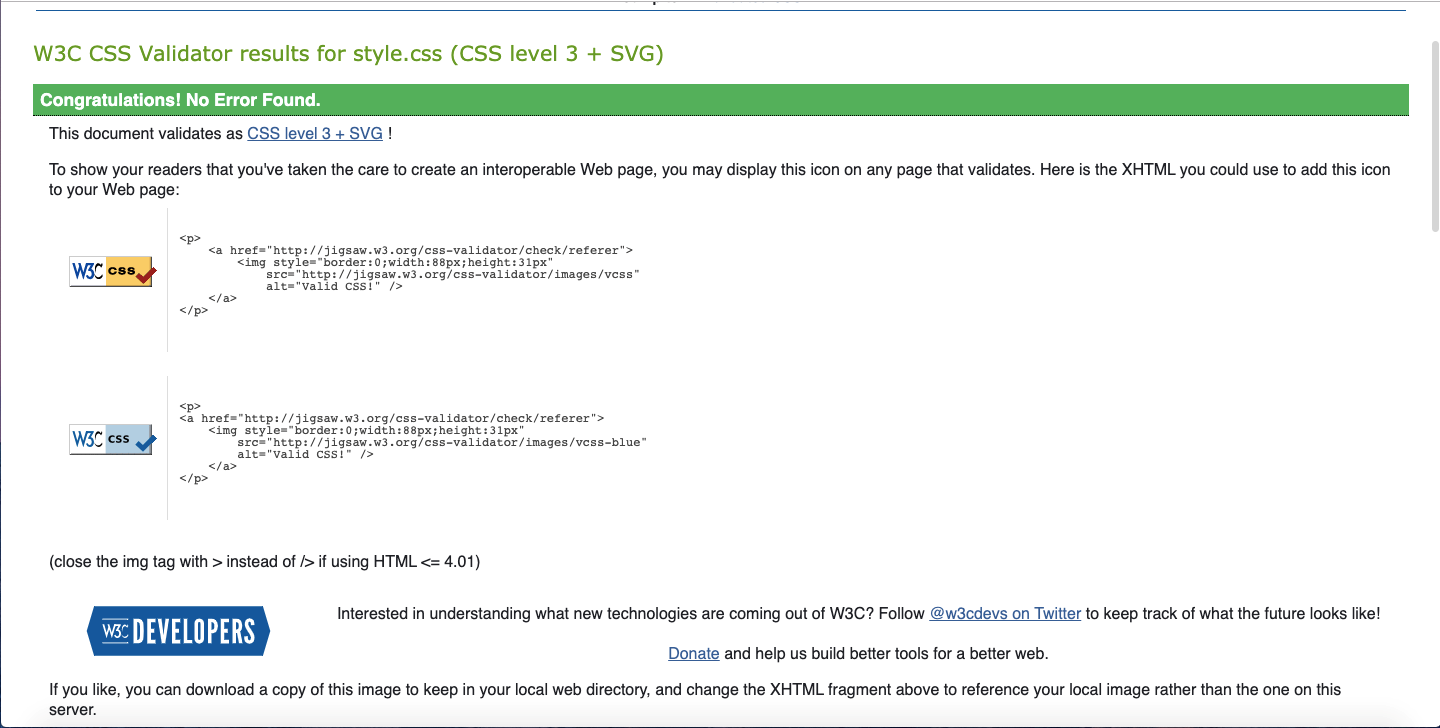 W3C CSS Validator results for style.css (CSS level 3 + SVG)
Congratulations! No Error Found.
This document validates as CSS level 3 + SVG !
To show your readers that you've taken the care to create an interoperable Web page, you may display this icon on any page that validates. Here is the XHTML you could use to add this icon
to your Web page:
W3C css
<p>
<a href="http://jigsaw.w3.org/css-validator/check/referer">
<img style="border:0;width:88px;height:31px"
src="http://jigsaw.w3.org/css-validator/images/vcss"
alt="Valid CSS!" />
</a>
</p>
W3C css
<p>
<a href="http://jigsaw.w3.org/css-validator/check/referer">
<img style="border:0;width:88px;height:31px"
src="http://jigsaw.w3.org/css-validator/images/vcss-blue"
alt="Valid CSS!" />
</a>
</p>
(close the img tag with > instead of /> if using HTML <= 4.01)
W3C DEVELOPERS
Interested in understanding what new technologies are coming out of W3C? Follow @w3cdevs on Twitter to keep track of what the future looks like!
Donate and help us build better tools for a better web.
If you like, you can download a copy of this image to keep in your local web directory, and change the XHTML fragment above to reference your local image rather than the one on this
server.